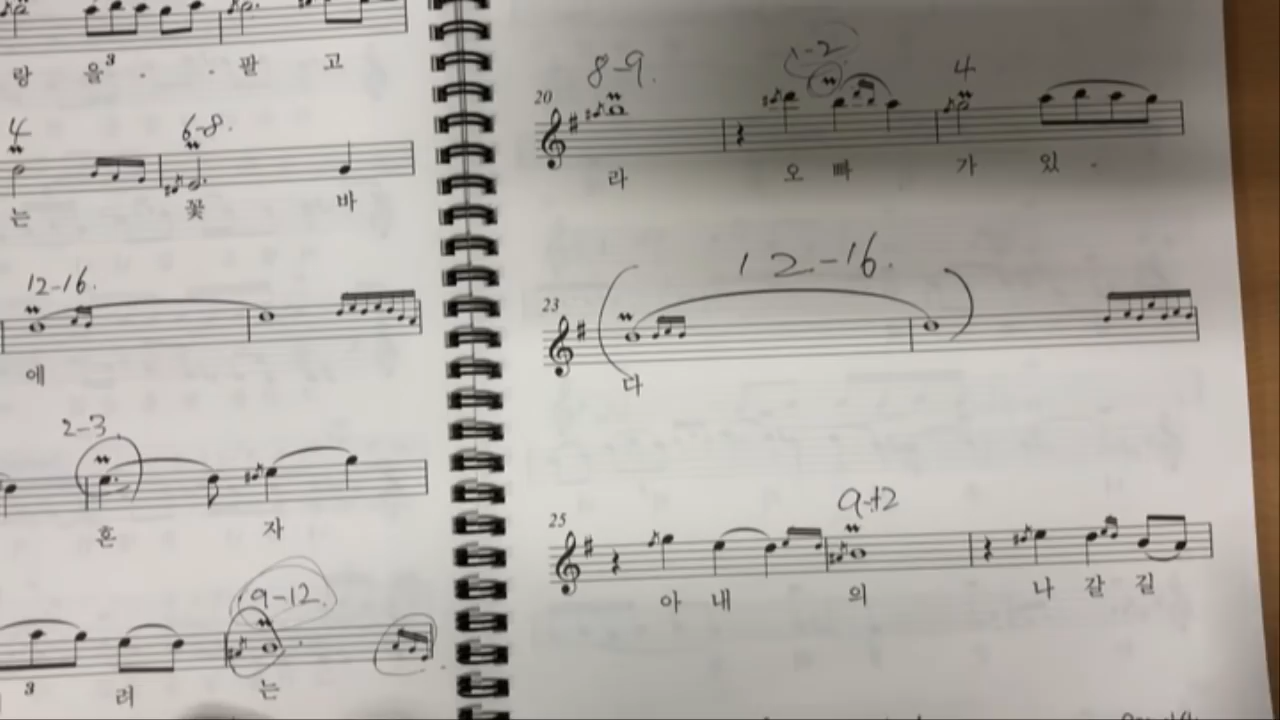 랑 을 3 . . 팔 고
4 6-8.
는 꽃 바
12-16.
에
2-3.
혼 자
9-12.
3 려 는
8-9. 1-2 4
20
라 오 빠 가 있 .
12-16.
23
다
9-12
25
아 내 의 나 갈 길